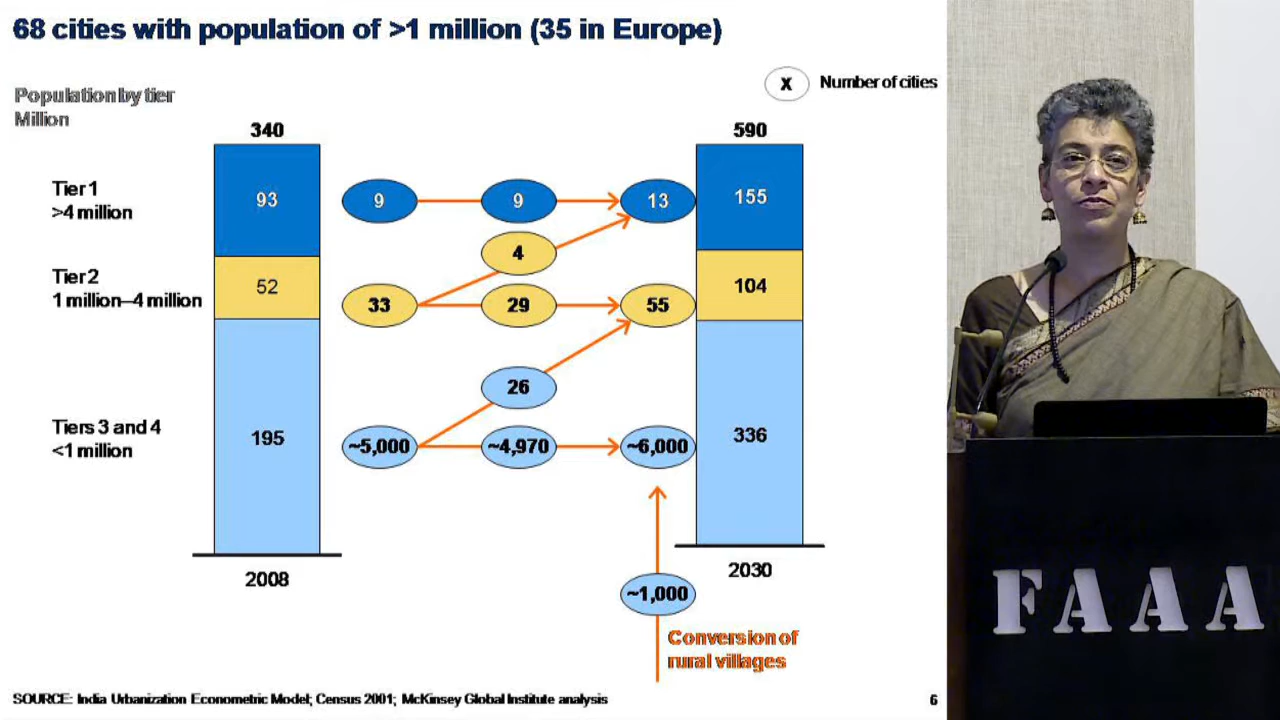 68 cities with population of >1 million (35 in Europe)
X Number of cities
Population by tier
Million
340
590
Tier 1
>4 million
93
9
9
13
155
4
Tier 2
1 million–4 million
52
33
29
55
104
26
Tiers 3 and 4
<1 million
195
~5,000
~4,970
~6,000
336
2008
2030
~1,000
Conversion of
rural villages
SOURCE: India Urbanization Econometric Model; Census 2001; McKinsey Global Institute analysis
6
FAAA